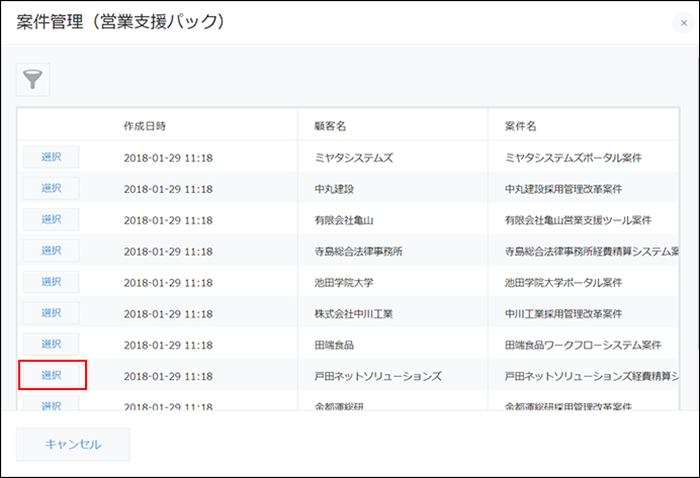 案件管理（営業支援パック）
×
作成日時 顧客名 案件名
選択 2018-01-29 11:18 ミヤタシステムズ ミヤタシステムズポータル案件
選択 2018-01-29 11:18 中丸建設 中丸建設採用管理改革案件
選択 2018-01-29 11:18 有限会社亀山 有限会社亀山営業支援ツール案件
選択 2018-01-29 11:18 寺島総合法律事務所 寺島総合法律事務所経費精算システム案
選択 2018-01-29 11:18 池田学院大学 池田学院大学ポータル案件
選択 2018-01-29 11:18 株式会社中川工業 中川工業採用管理改革案件
選択 2018-01-29 11:18 田端食品 田端食品ワークフローシステム案件
選択 2018-01-29 11:18 戸田ネットソリューションズ 戸田ネットソリューションズ経費精算シ
選択 2018-01-29 11:18 金都運総研 金都運総研採用管理改革案件
キャンセル